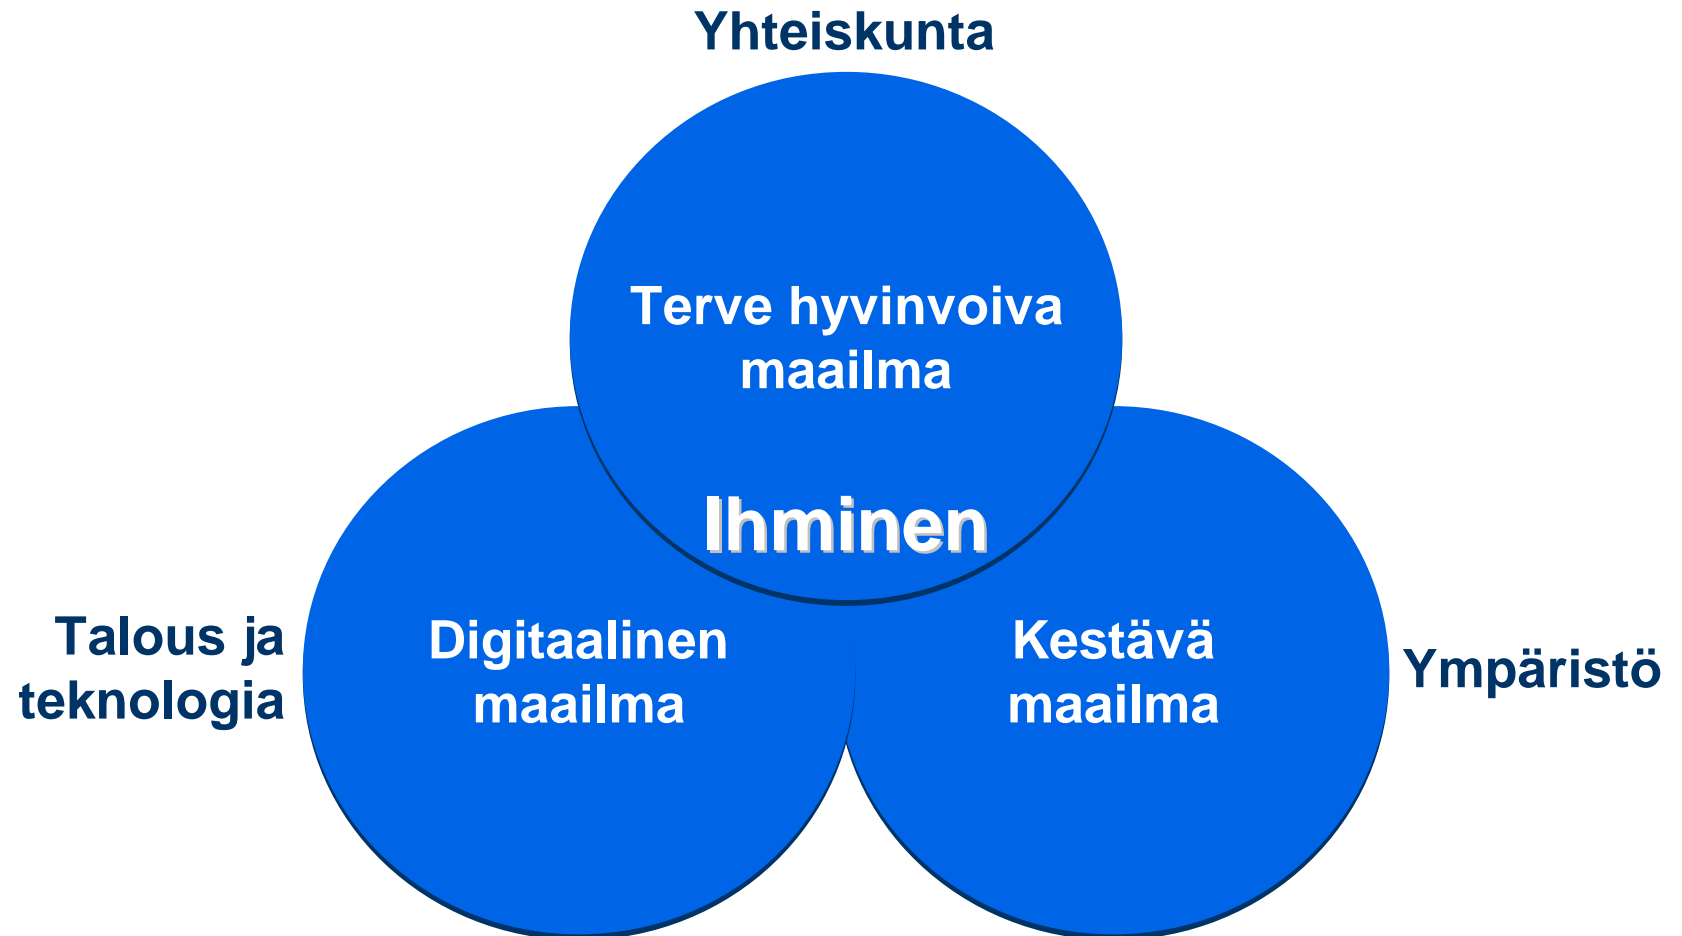 Yhteiskunta
Terve hyvinvoiva
maailma
Ihminen
Talous ja
teknologia
Digitaalinen
maailma
Kestävä
maailma
Ympäristö